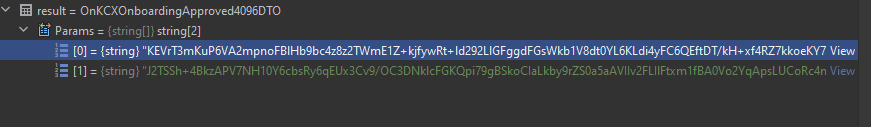 result = OnKCXOnboardingApproved4096DTO
Params = {string[]} string[2]
[0] = {string} "KEVrT3mKuP6VA2mpnoFBIHb9bc4z8z2TWmE1Z+kjfywRt+Id292LIGFggdFGsWkb1V8dt0YL6KLdi4yFC6QEftDT/kH+xf4RZ7kkoeKY7 View
[1] = {string} "J2TSSh+4BkzAPV7NH10Y6cbsRy6qEUx3Cv9/OC3DNkIcFGKQpi79gBSkoClaLkby9rZS0a5aAVIIv2FLIIFtxm1fBA0Vo2YqApsLUCoRc4n View